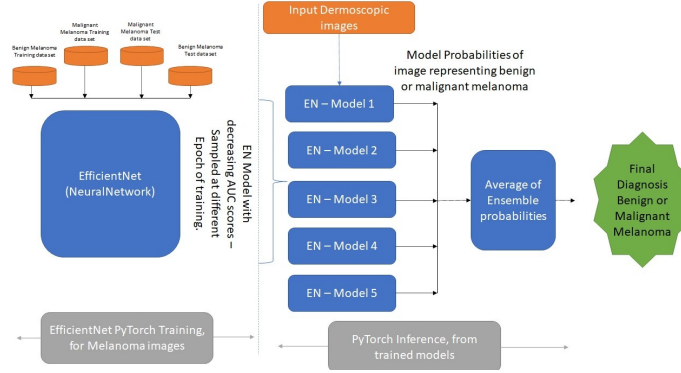 Benign Melanoma
Training data set
Malignant
Melanoma Training
data set
Malignant
Melanoma Test
data set
Benign Melanoma
Test data set
EfficientNet
(NeuralNetwork)
EN Model with
decreasing AUC scores –
Sampled at different
Epoch of training.
Input Dermoscopic
images
EN – Model 1
EN – Model 2
EN – Model 3
EN – Model 4
EN – Model 5
Model Probabilities of
image representing benign
or malignant melanoma
Average of
Ensemble
probabilities
Final
Diagnosis
Benign or
Malignant
Melanoma
EfficientNet PyTorch Training,
for Melanoma images
PyTorch Inference, from
trained models